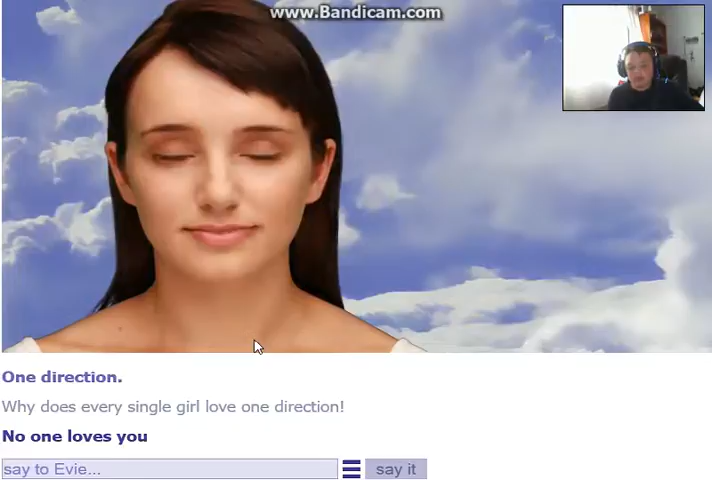 www.Bandicam.com
One direction.
Why does every single girl love one direction!
No one loves you
say to Evie... say it